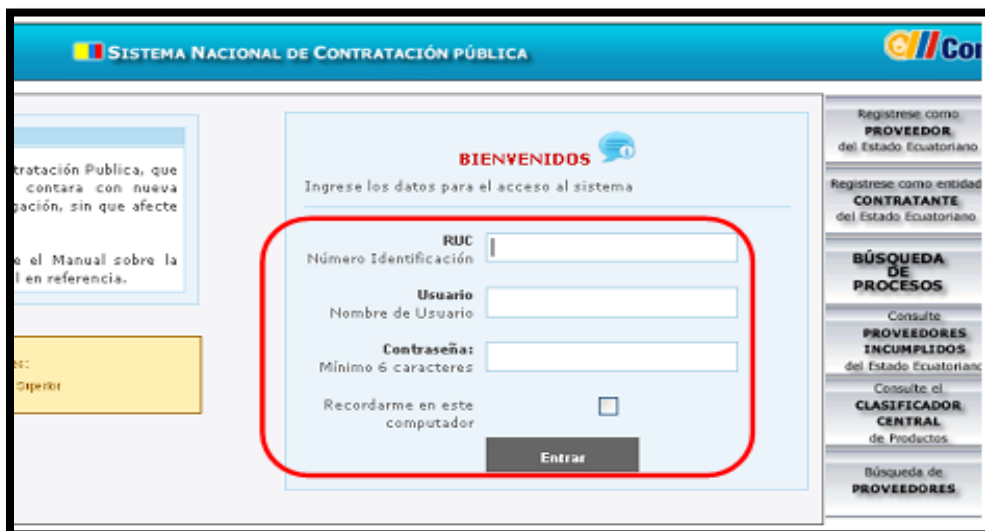 SISTEMA NACIONAL DE CONTRATACIÓN PÚBLICA
Con
tratación Publica, que
contara con nueva
gación, sin que afecte
e el Manual sobre la
l en referencia.
Superior
BIENVENIDOS
Ingrese los datos para el acceso al sistema
RUC
Número Identificación
Usuario
Nombre de Usuario
Contraseña:
Mínimo 6 caracteres
Recordarme en este
computador
Entrar
Registrese como
PROVEEDOR
del Estado Ecuatoriano
Registrese como entidad
CONTRATANTE
del Estado Ecuatoriano
BÚSQUEDA
DE
PROCESOS
Consulte
PROVEEDORES
INCUMPLIDOS
del Estado Ecuatoriano
Consulte el
CLASIFICADOR
CENTRAL
de Productos
Búsqueda de
PROVEEDORES